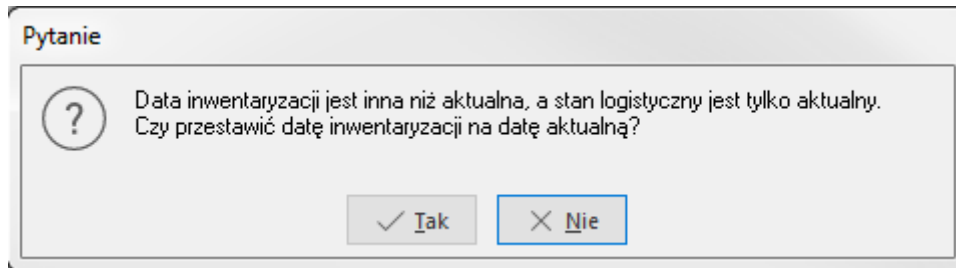 Pytanie
?
Data inwentaryzacji jest inna niż aktualna, a stan logistyczny jest tylko aktualny.
Czy przestawić datę inwentaryzacji na datę aktualną?
Tak
Nie